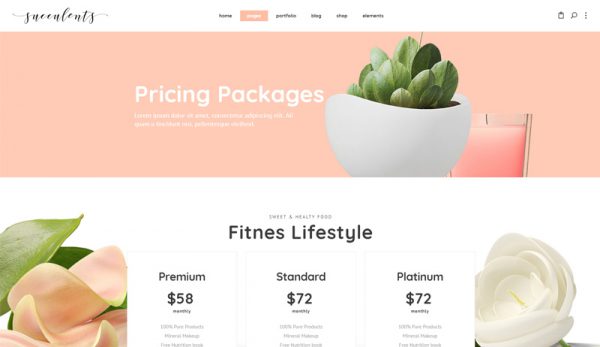 succulents
home pages portfolio blog shop elements
Pricing Packages
Lorem ipsum dolor sit amet, consectetur adipiscing elit. All
quamus tincidunt nisi, pellentesque eleifend.
SWEET & HEALTY FOOD
Fitnes Lifestyle
Premium Standard Platinum
$58 $72 $72
monthly monthly monthly
100% Pure Products 100% Pure Products 100% Pure Products
Mineral Makeup Mineral Makeup Mineral Makeup
Free Nutrition book Free Nutrition book Free Nutrition book